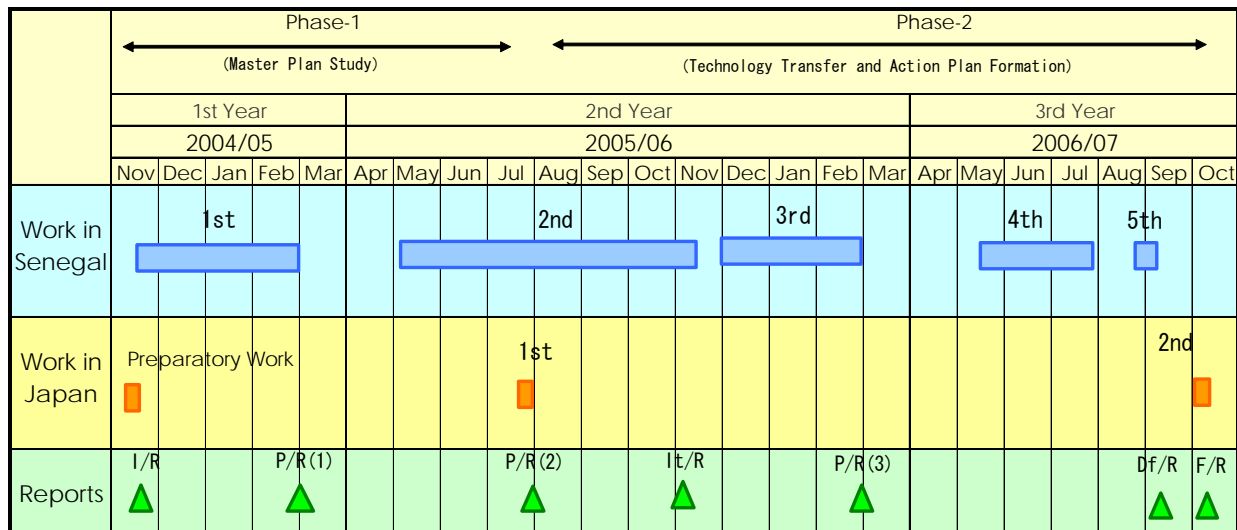 Phase-1
Phase-2
(Master Plan Study)
(Technology Transfer and Action Plan Formation)
1st Year
2nd Year
3rd Year
2004/05
2005/06
2006/07
Nov Dec Jan Feb Mar Apr May Jun Jul Aug Sep Oct Nov Dec Jan Feb Mar Apr May Jun Jul Aug Sep Oct
Work in
Senegal
1st
2nd
3rd
4th
5th
Work in
Japan
Preparatory Work
1st
2nd
Reports
I/R
P/R(1)
P/R(2)
It/R
P/R(3)
Df/R
F/R